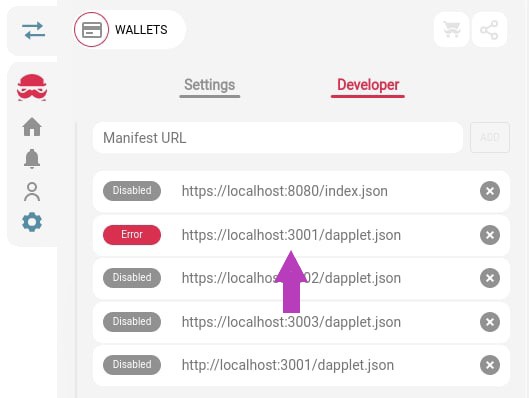 WALLETS
Settings Developer
Manifest URL ADD
Disabled https://localhost:8080/index.json
Error https://localhost:3001/dapplet.json
Disabled https://localhost: 02/dapplet.json
Disabled https://localhost:3003/dapplet.json
Disabled http://localhost:3001/dapplet.json